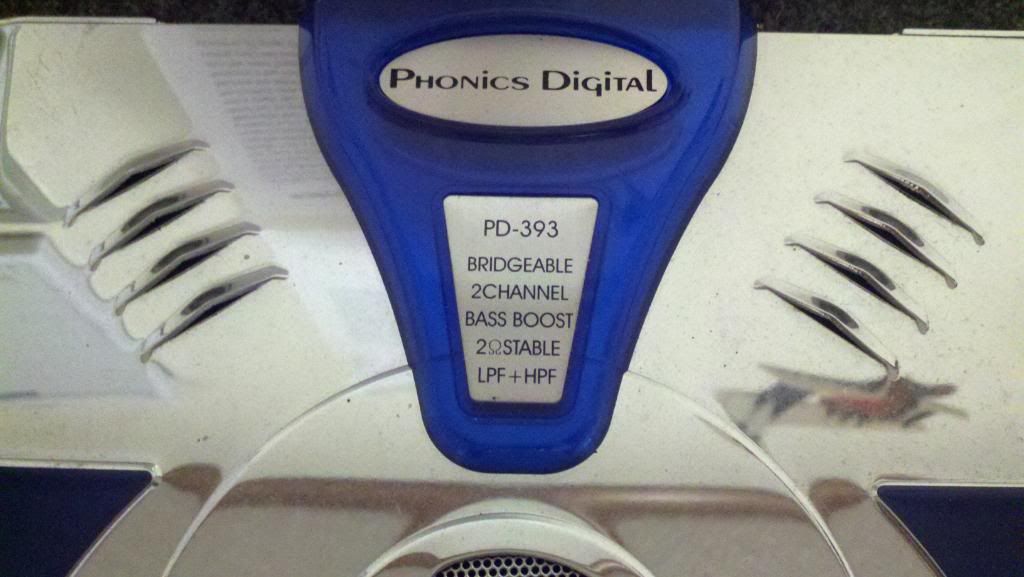 Phonics Digital
PD-393
BRIDGEABLE
2CHANNEL
BASS BOOST
2ΩSTABLE
LPF+HPF